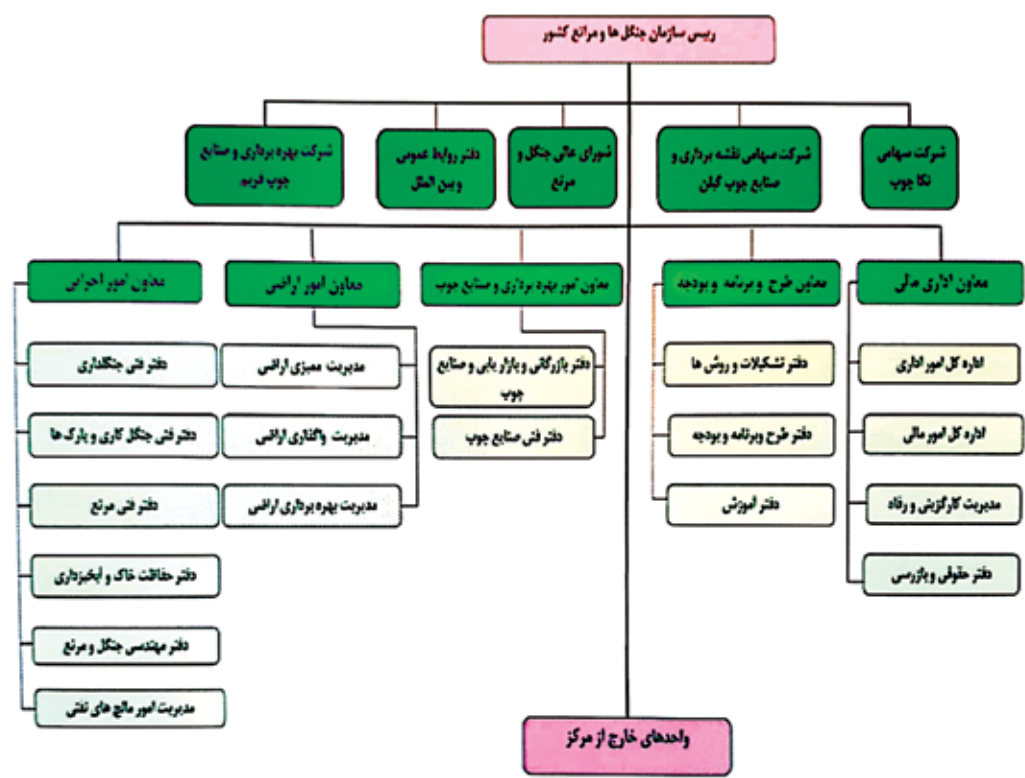 رییس سازمان جنگل ها و مراتع کشور
شرکت سهامی
نکا چوب
شرکت سهامی نقشه برداری و
صنایع چوب گیلن
شورای عالی جنگل و
مرتع
دفتر روابط عمومی
و بین الملل
شرکت بهره برداری و صنایع
چوب فریم
معاون اداری مالی
معاون طرح و برنامه و بودجه
معاون امور بهره برداری و صنایع چوب
معاون امور اراضی
معاون امور اجرایی
اداره کل امور اداری
اداره کل امور مالی
مدیریت کارگزینی و رفاه
دفتر حقوقی و بازرسی
دفتر تشکیلات و روش ها
دفتر طرح وبرنامه و بودجه
دفتر آموزش
دفتر بازرگانی و بازار یابی و صنایع
چوب
دفتر فنی صنایع چوب
مدیریت ممیزی اراضی
مدیریت واگذاری اراضی
مدیریت بهره برداری اراضی
دفتر فنی جنگلداری
دفتر فنی جنگل کاری و پارک ها
دفتر فنی مرتع
دفتر حفاظت خاک و آبخیزداری
دفتر مهندسی جنگل و مرتع
مدیریت امور مالچ های نفتی
واحدهای خارج از مرکز